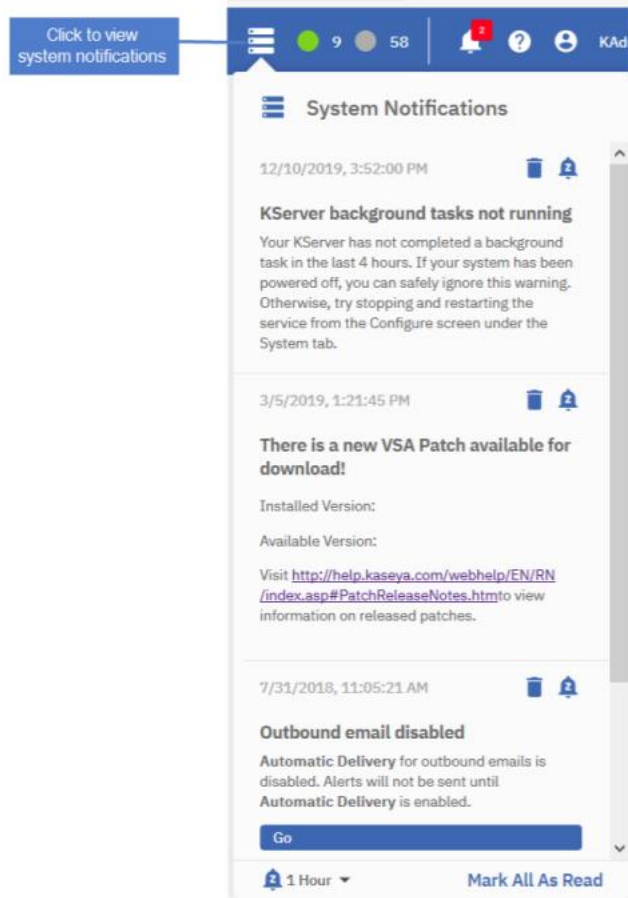 Click to view
system notifications
9 58 2 ? KAd
System Notifications
12/10/2019, 3:52:00 PM
KServer background tasks not running
Your KServer has not completed a background
task in the last 4 hours. If your system has been
powered off, you can safely ignore this warning.
Otherwise, try stopping and restarting the
service from the Configure screen under the
System tab.
3/5/2019, 1:21:45 PM
There is a new VSA Patch available for
download!
Installed Version:
Available Version:
Visit http://help.kaseya.com/webhelp/EN/RN
/index.asp#PatchReleaseNotes.htmto view
information on released patches.
7/31/2018, 11:05:21 AM
Outbound email disabled
Automatic Delivery for outbound emails is
disabled. Alerts will not be sent until
Automatic Delivery is enabled.
Go
1 Hour Mark All As Read